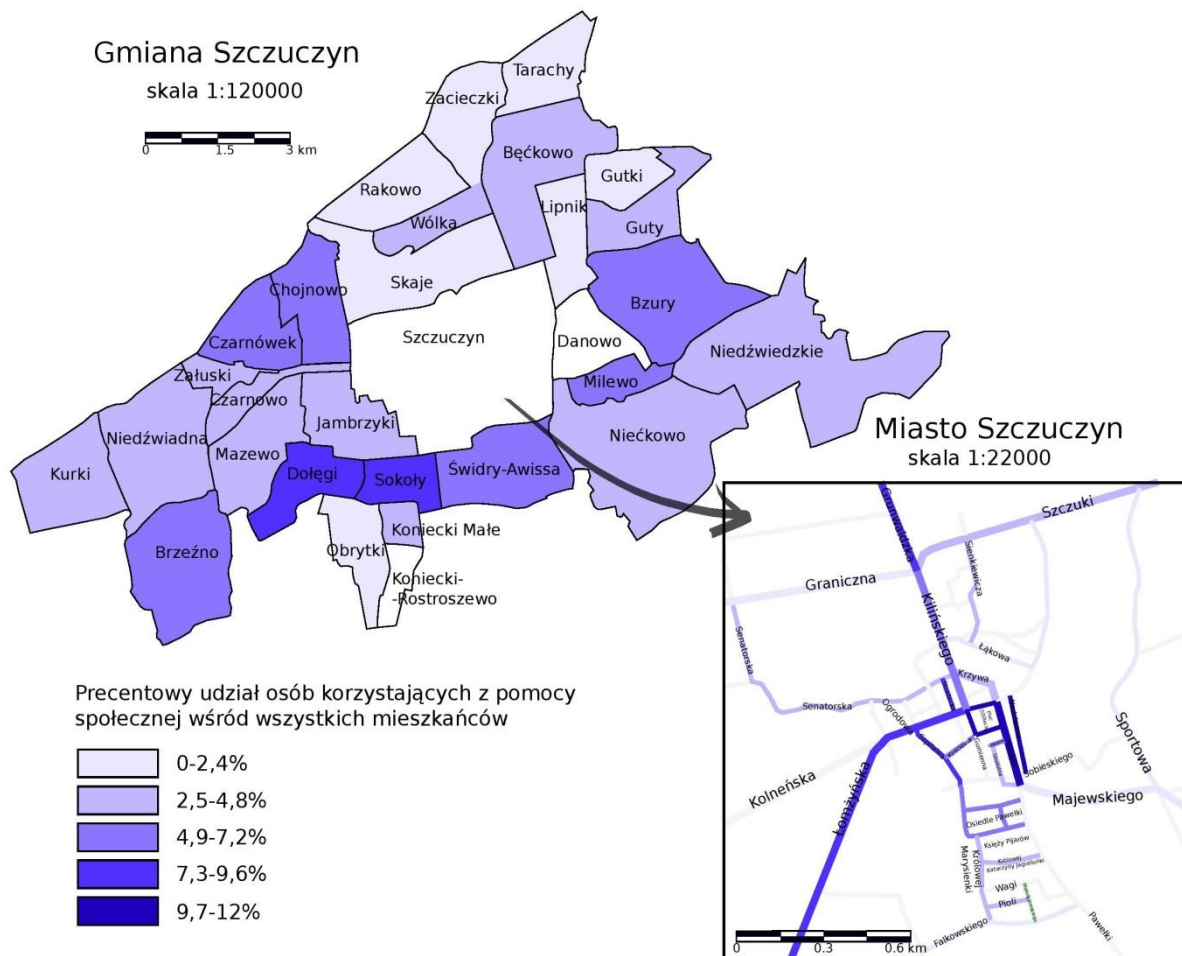 Gmiana Szczuczyn
skala 1:120000
0 1.5 3 km
Tarachy
Zacieczki
Bęćkowo
Gutki
Rakowo
Lipnik
Wólka
Guty
Skaje
Chojnowo
Bzury
Czarnówek
Szczuczyn
Danowo
Niedźwiedzkie
Załuski
Milewo
Czarnowo
Jambrzyki
Niedźwiadna
Niećkowo
Mazewo
Kurki
Dołęgi
Sokoły
Świdry-Awissa
Koniecki Małe
Brzeźno
Obrytki
Koniecki-
-Rostroszewo
Precentowy udział osób korzystających z pomocy
społecznej wśród wszystkich mieszkańców
0-2,4%
2,5-4,8%
4,9-7,2%
7,3-9,6%
9,7-12%
Miasto Szczuczyn
skala 1:22000
Grunwaldzka
Szczuki
Sienkiewicza
Graniczna
Kilińskiego
Senatorska
Łąkowa
Krzywa
Senatorska
Ogrodowa
Gumienna
Sportowa
Sobieskiego
Kolneńska
Łomżyńska
Majewskiego
Osiedle Pawełki
Księży Pijarów
Królowej
Marysienki
Królowej
Katarzyny Jagiellonki
Wagi
Pioli
Falkowskiego
Pawełki
0 0.3 0.6 km